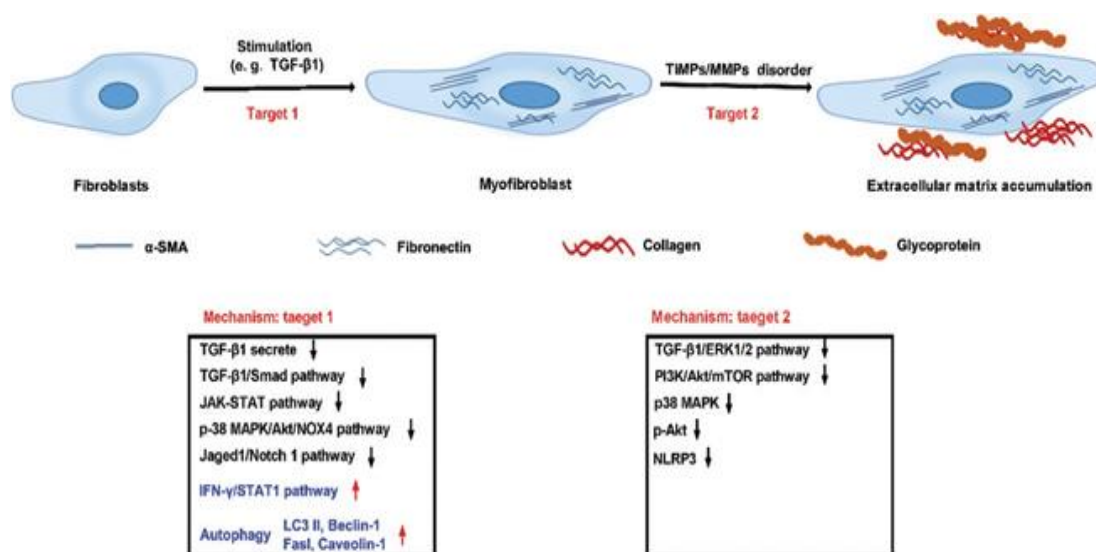 Stimulation
(e. g. TGF-β1)
Target 1
TIMPs/MMPs disorder
Target 2
Fibroblasts
Myofibroblast
Extracellular matrix accumulation
α-SMA
Fibronectin
Collagen
Glycoprotein
Mechanism: taeget 1
TGF-β1 secrete ↓
TGF-β1/Smad pathway ↓
JAK-STAT pathway ↓
p-38 MAPK/Akt/NOX4 pathway ↓
Jaged1/Notch 1 pathway ↓
IFN-γ/STAT1 pathway ↑
Autophagy LC3 II, Beclin-1 ↑
Fasl, Caveolin-1
Mechanism: taeget 2
TGF-β1/ERK1/2 pathway ↓
PI3K/Akt/mTOR pathway ↓
p38 MAPK ↓
p-Akt ↓
NLRP3 ↓